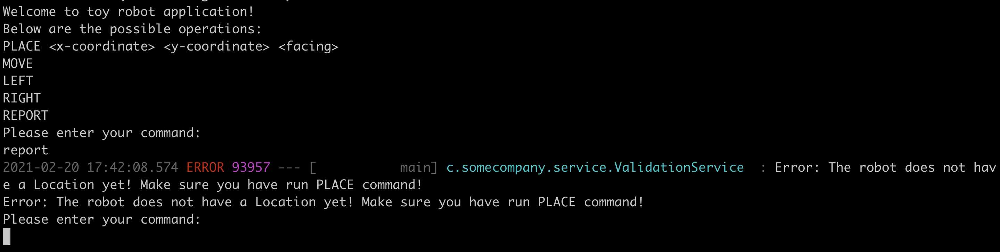 Welcome to toy robot application!
Below are the possible operations:
PLACE <x-coordinate> <y-coordinate> <facing>
MOVE
LEFT
RIGHT
REPORT
Please enter your command:
report
2021-02-20 17:42:08.574 ERROR 93957 --- [           main] c.somecompany.service.ValidationService  : Error: The robot does not hav
e a Location yet! Make sure you have run PLACE command!
Error: The robot does not have a Location yet! Make sure you have run PLACE command!
Please enter your command: